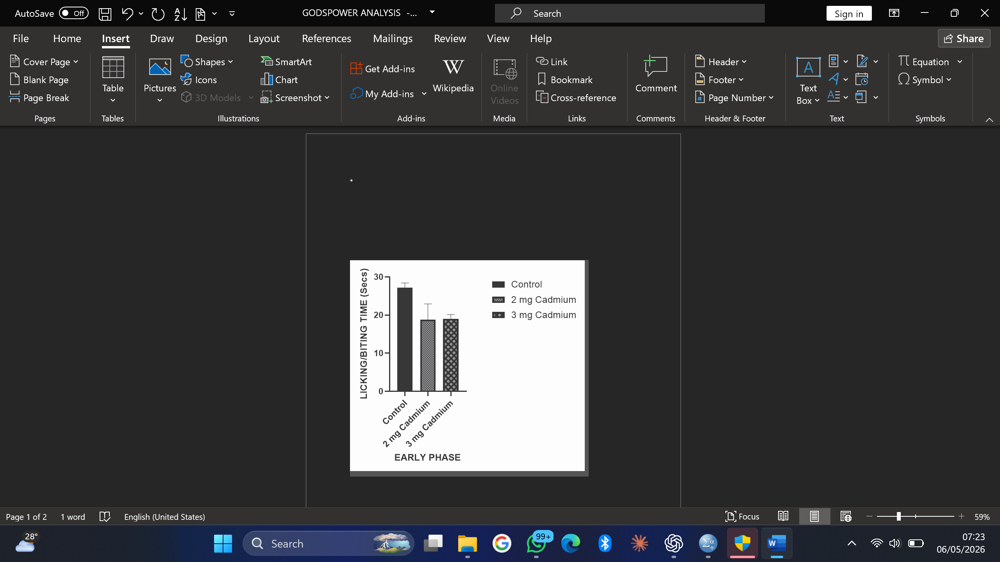 AutoSave Off
GODSPOWER ANALYSIS -...
Search
Sign in
File Home Insert Draw Design Layout References Mailings Review View Help
Share
Cover Page
Blank Page
Page Break
Pages
Table
Tables
Pictures
Shapes
Icons
3D Models
SmartArt
Chart
Screenshot
Illustrations
Get Add-ins
My Add-ins
Wikipedia
Add-ins
Online
Videos
Media
Link
Bookmark
Cross-reference
Links
Comment
Comments
Header
Footer
Page Number
Header & Footer
Text
Box
Text
Equation
Symbol
Symbols
*
LICKING/BITING TIME (Secs)
30
20
10
0
Control
2 mg Cadmium
3 mg Cadmium
Control
2 mg Cadmium
3 mg Cadmium
EARLY PHASE
Page 1 of 2 1 word English (United States)
Focus
59%
28°
Search
99+
07:23
06/05/2026